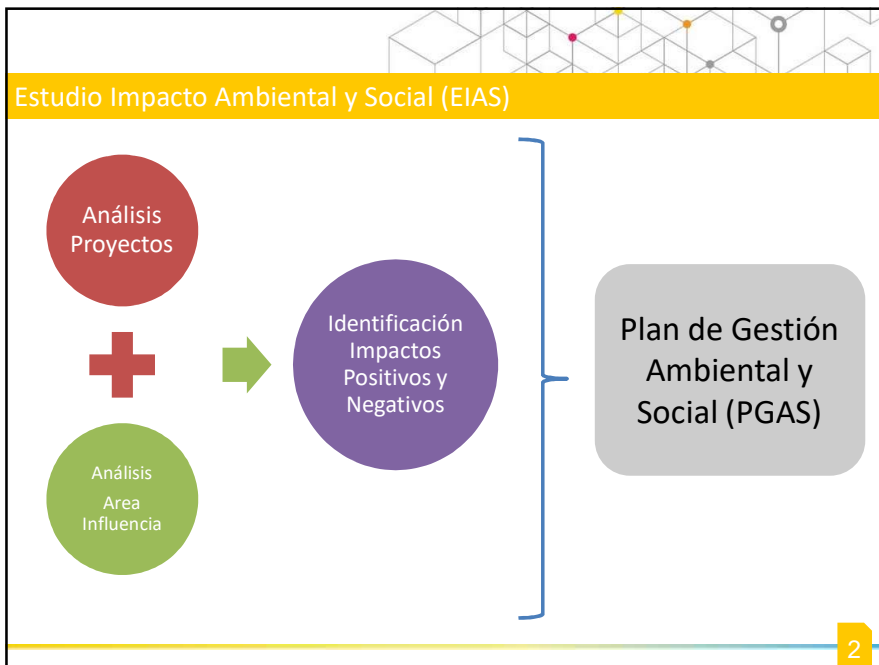 Estudio Impacto Ambiental y Social (EIAS)
Análisis
Proyectos
Análisis
Area
Influencia
Identificación
Impactos
Positivos y
Negativos
Plan de Gestión
Ambiental y
Social (PGAS)
2